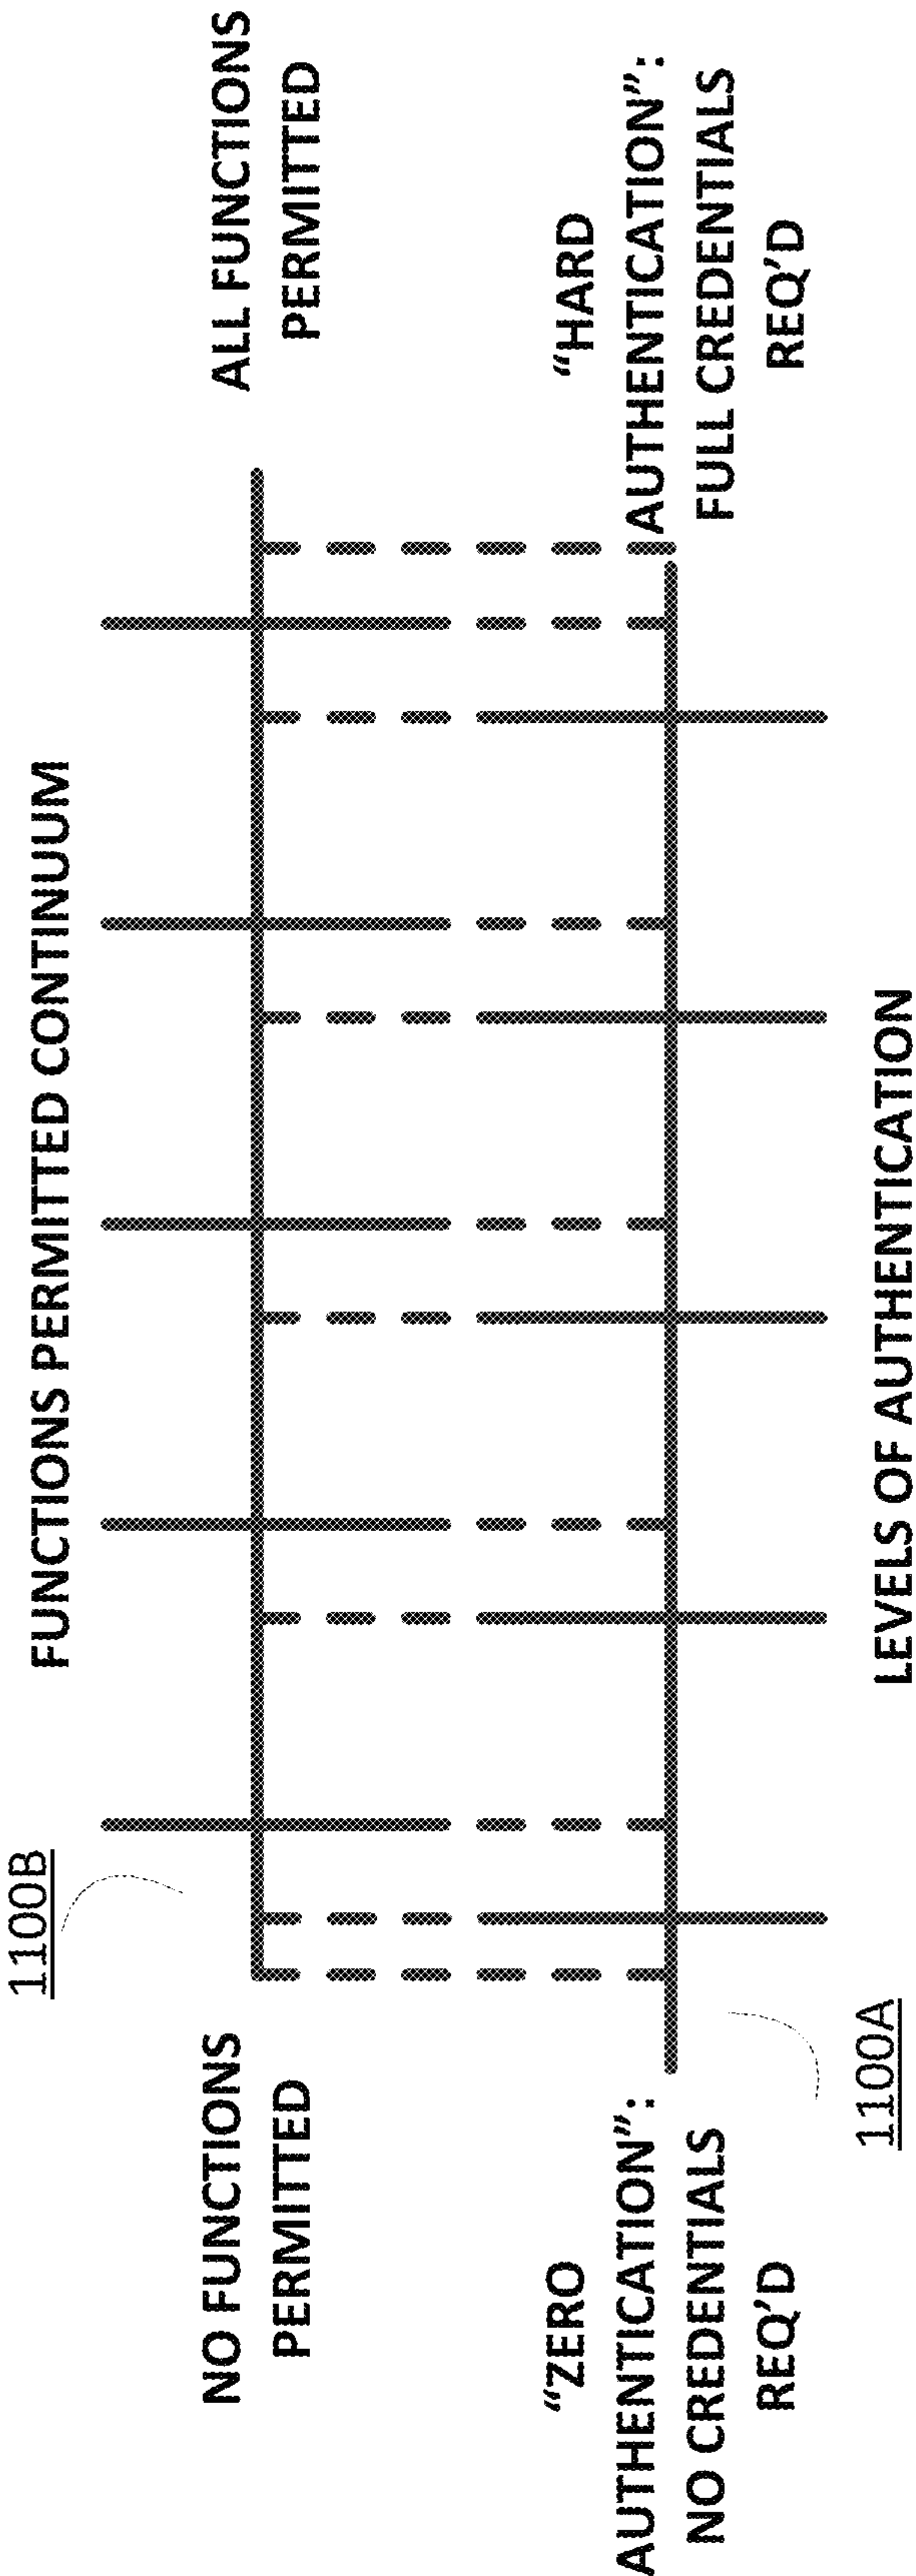 1100B
FUNCTIONS PERMITTED CONTINUUM
NO FUNCTIONS
PERMITTED
ALL FUNCTIONS
PERMITTED
“ZERO
AUTHENTICATION”:
NO CREDENTIALS
REQ’D
“HARD
AUTHENTICATION”:
FULL CREDENTIALS
REQ’D
1100A
LEVELS OF AUTHENTICATION